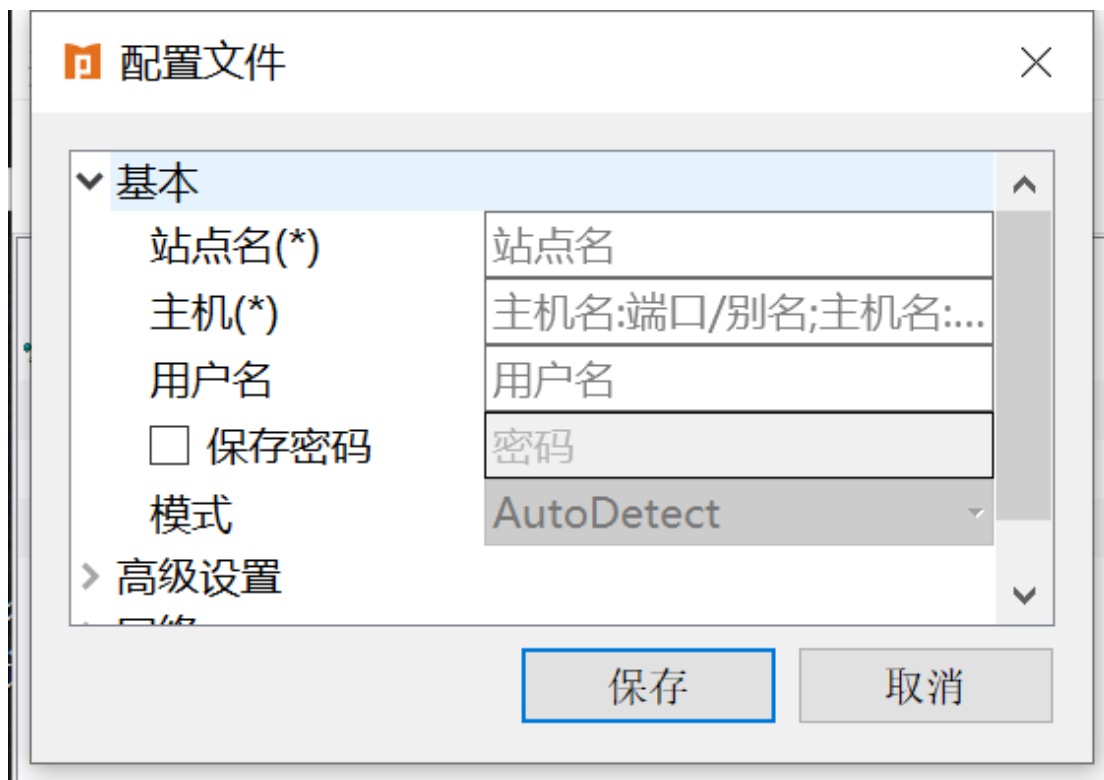 配置文件
基本
站点名(*) 站点名
主机(*) 主机名:端口/别名;主机名:...
用户名 用户名
保存密码 密码
模式 AutoDetect
高级设置
保存 取消